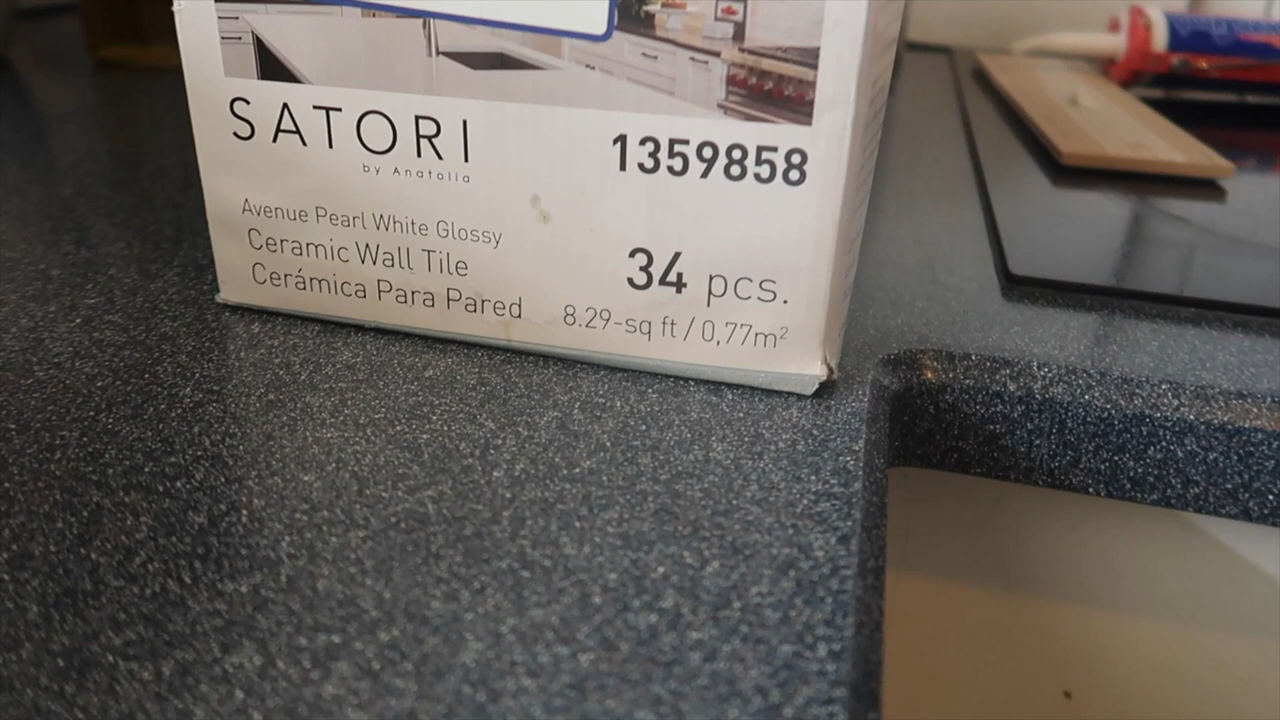 SATORI
by Anatolia
1359858
Avenue Pearl White Glossy
Ceramic Wall Tile
Cerámica Para Pared
34 pcs.
8.29-sq ft / 0,77m²